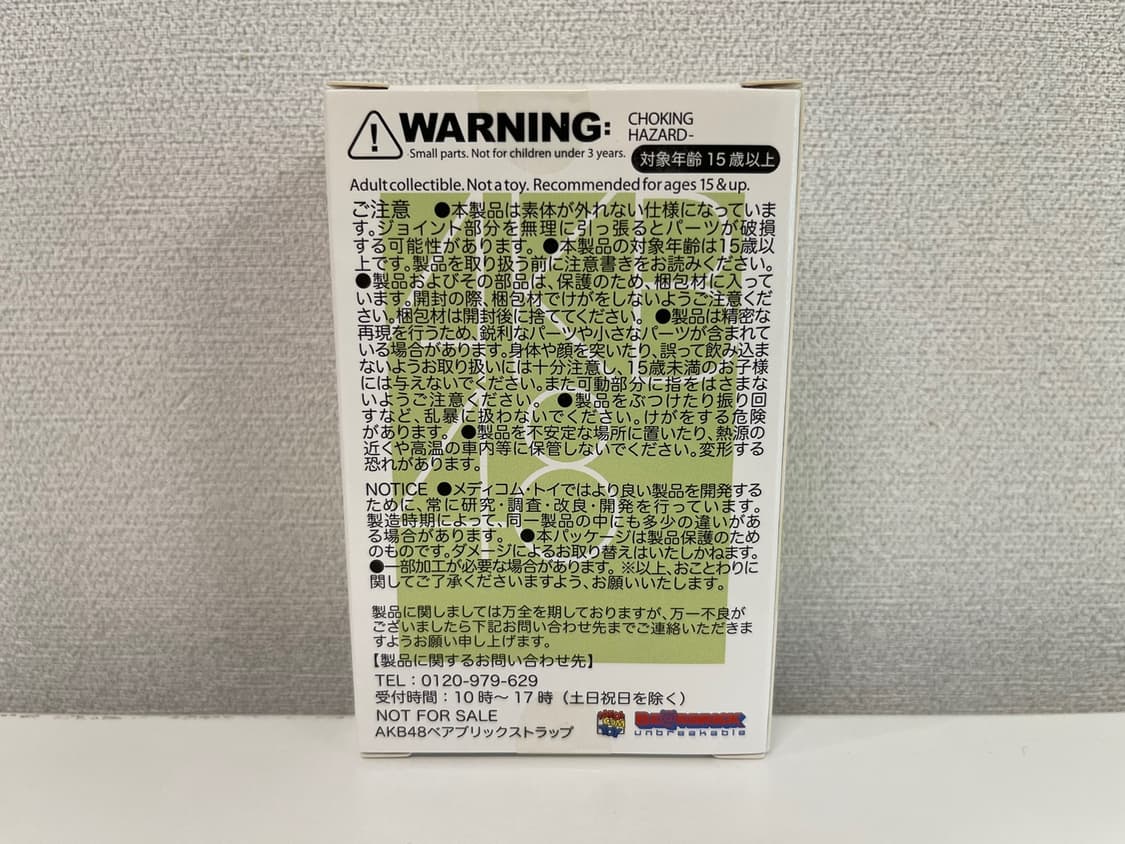 WARNING: CHOKING
HAZARD-
Small parts. Not for children under 3 years.
対象年齢15歳以上
Adult collectible. Not a toy. Recommended for ages 15 & up.
AKB
48
ご注意 ●本製品は素体が外れない仕様になっていま
す。ジョイント部分を無理に引っ張るとパーツが破損
する可能性があります。 ●本製品の対象年齢は15歳以
上です。製品を取り扱う前に注意書きをお読みください。
●製品およびその部品は、保護のため、梱包材に入って
います。開封の際、梱包材でけがをしないようご注意くだ
さい。梱包材は開封後に捨ててください。 ●製品は精密な
再現を行うため、鋭利なパーツや小さなパーツが含まれて
いる場合があります。身体や顔を突いたり、誤って飲み込ま
ないようお取り扱いには十分注意し、15歳未満のお子様
には与えないでください。また可動部分に指をはさまな
いようご注意ください。 ●製品をぶつけたり振り回
すなど、乱暴に扱わないでください。けがをする危険
があります。 ●製品を不安定な場所に置いたり、熱源の
近くや高温の車内等に保管しないでください。変形する
恐れがあります。
NOTICE ●メディコム・トイではより良い製品を開発する
ために、常に研究・調査・改良・開発を行っています。
製造時期によって、同一製品の中にも多少の違いがあ
る場合があります。 ●本パッケージは製品保護のため
のものです。ダメージによるお取り替えはいたしかねます。
●一部加工が必要な場合があります。※以上、おことわりに
関してご了承くださいますよう、お願いいたします。
製品に関しましては万全を期しておりますが、万一不良が
ございましたら下記お問い合わせ先までご連絡いただきま
すようお願い申し上げます。
【製品に関するお問い合わせ先】
TEL：0120-979-629
受付時間：10時～17時（土日祝日を除く）
NOT FOR SALE
AKB48ベアブリックストラップ
BE@RBRICK
unbreakable